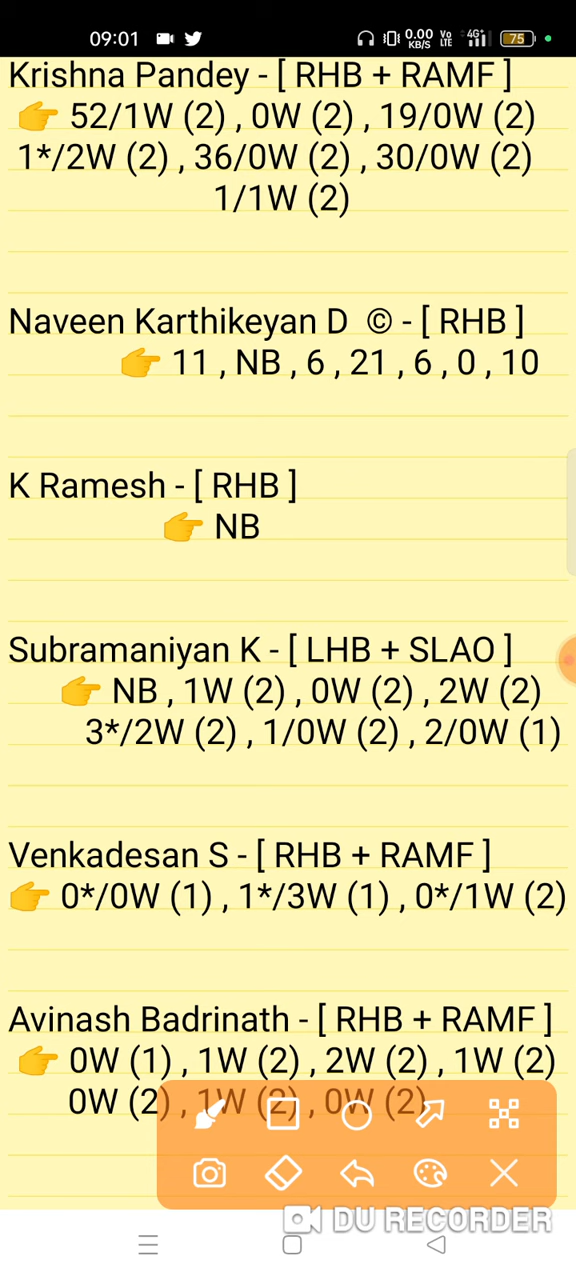 09:01 0.00 KB/S Vo LTE 4G+ 75
Krishna Pandey - [ RHB + RAMF ]
👉 52/1W (2) , 0W (2) , 19/0W (2)
1*/2W (2) , 36/0W (2) , 30/0W (2)
1/1W (2)
Naveen Karthikeyan D © - [ RHB ]
👉 11 , NB , 6 , 21 , 6 , 0 , 10
K Ramesh - [ RHB ]
👉 NB
Subramaniyan K - [ LHB + SLAO ]
👉 NB , 1W (2) , 0W (2) , 2W (2)
3*/2W (2) , 1/0W (2) , 2/0W (1)
Venkadesan S - [ RHB + RAMF ]
👉 0*/0W (1) , 1*/3W (1) , 0*/1W (2)
Avinash Badrinath - [ RHB + RAMF ]
👉 0W (1) , 1W (2) , 2W (2) , 1W (2)
0W (2) , 1W (2) , 0W (2)
DU RECORDER